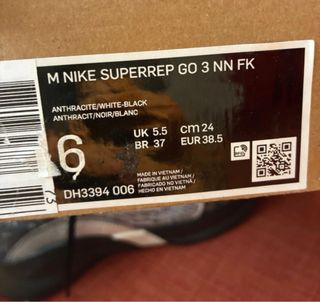 M NIKE SUPERREP GO 3 NN FK
ANTHRACITE/WHITE-BLACK
ANTHRACIT/NOIR/BLANC
6
UK 5.5 cm 24
BR 37 EUR 38.5
MADE IN VIETNAM /
FABRIQUE AU VIETNAM /
FABRICADO NO VIETNÃ /
HECHO EN VIETNAM
DH3394 006